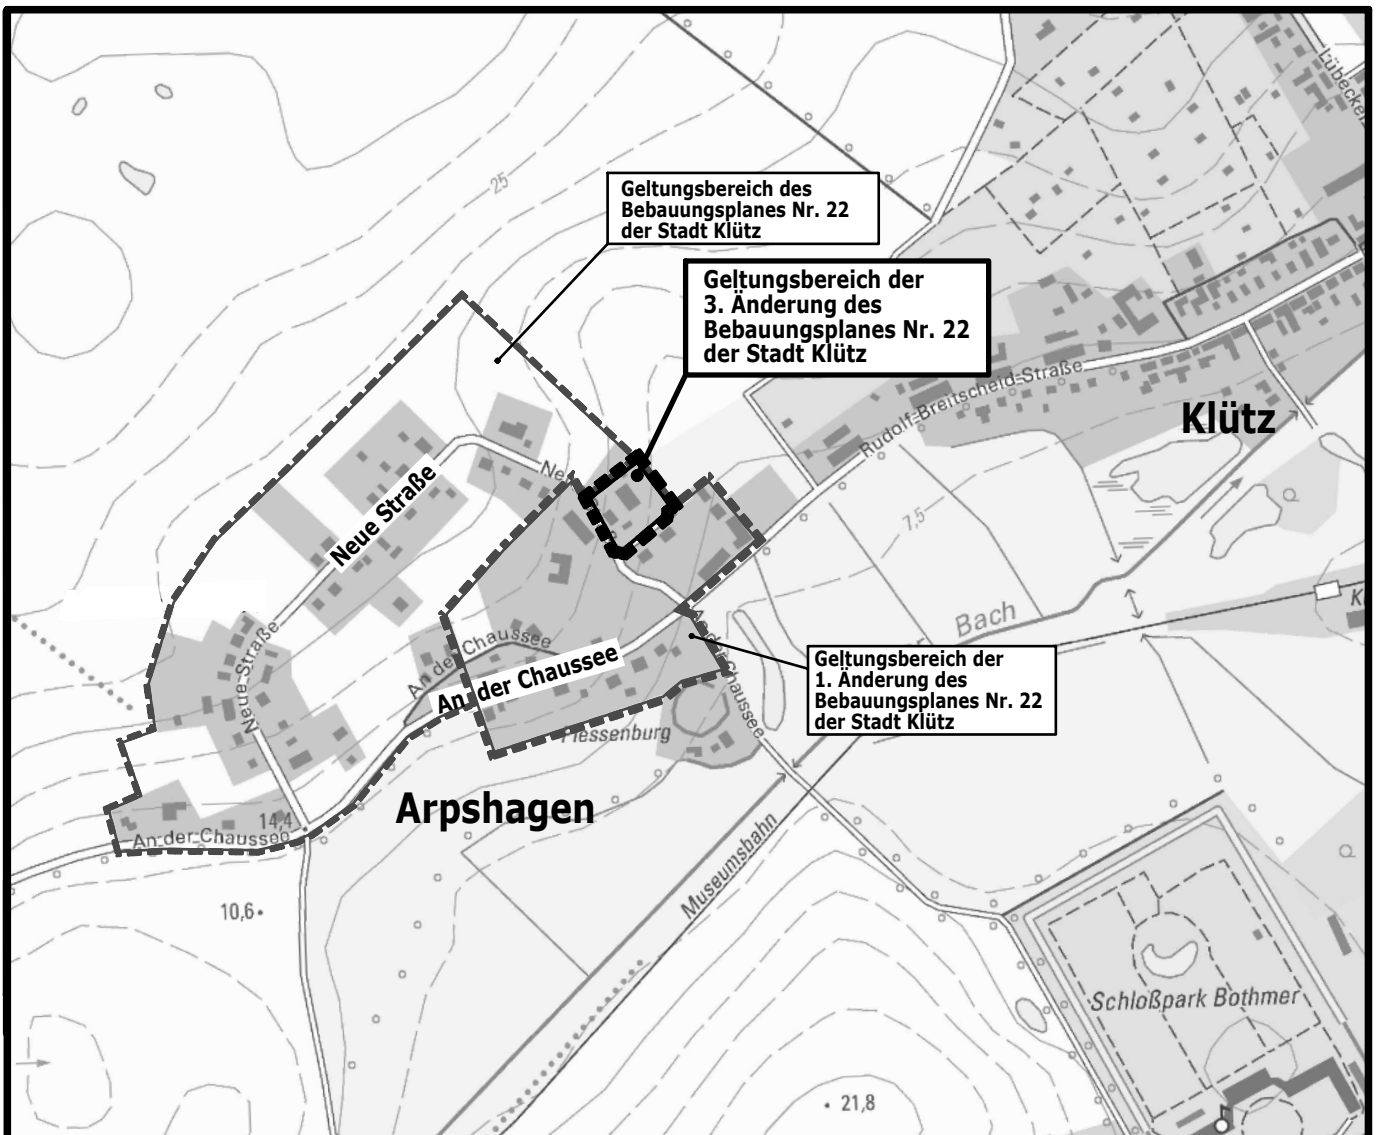 Lübecker
25
Geltungsbereich des
Bebauungsplanes Nr. 22
der Stadt Klütz
Geltungsbereich der
3. Änderung des
Bebauungsplanes Nr. 22
der Stadt Klütz
Rudolf-Breitscheid-Straße
Klütz
Neue Straße
7,5
Bach
An der Chaussee
An der Chaussee
An der Chaussee
Neue Straße
Geltungsbereich der
1. Änderung des
Bebauungsplanes Nr. 22
der Stadt Klütz
Plessenburg
Arpshagen
14,4
An der Chaussee
Museumsbahn
10,6
Schloßpark Bothmer
21,8